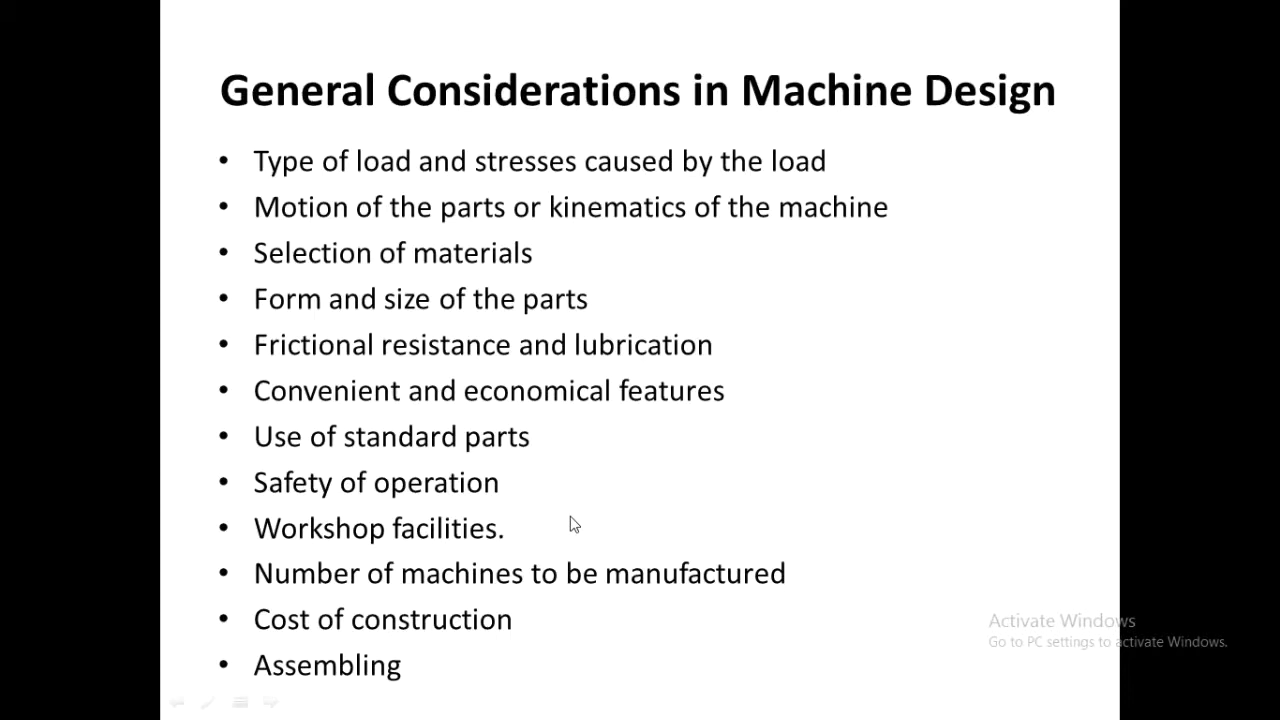 General Considerations in Machine Design
• Type of load and stresses caused by the load
• Motion of the parts or kinematics of the machine
• Selection of materials
• Form and size of the parts
• Frictional resistance and lubrication
• Convenient and economical features
• Use of standard parts
• Safety of operation
• Workshop facilities.
• Number of machines to be manufactured
• Cost of construction
• Assembling
Activate Windows
Go to PC settings to activate Windows.